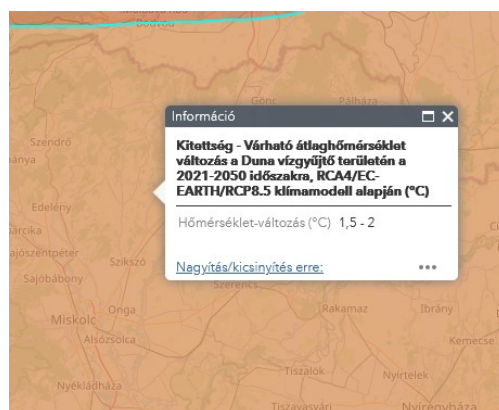 Gönc
Pálháza
Információ
Szendrő
Kitettség - Várható átlaghőmérséklet
változás a Duna vízgyűjtő területén a
2021-2050 időszakra, RCA4/EC-
EARTH/RCP8.5 klímamodell alapján (°C)
Edelény
Hőmérséklet-változás (°C) 1,5 - 2
Szikszó
Sajóbábony
Nagyítás/kicsinyítés erre:
Szerencs
Onga
Rakamaz
Ibrány
Miskolc
Alsózsolca
Kemecse
Tiszalök
Nyírtelek
Nyékládháza
Tiszavasvári
Nyíregyháza